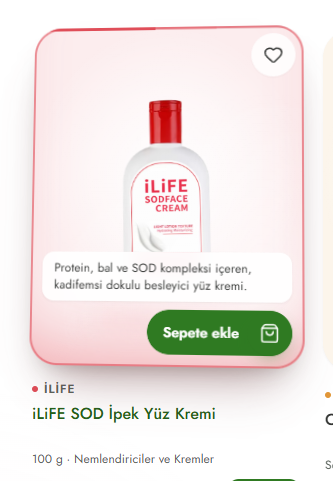 iLiFE
SODFACE
CREAM
Protein, bal ve SOD kompleksi içeren,
kadifemsi dokulu besleyici yüz kremi.
Sepete ekle
İLİFE
iLiFE SOD İpek Yüz Kremi
100 g · Nemlendiriciler ve Kremler